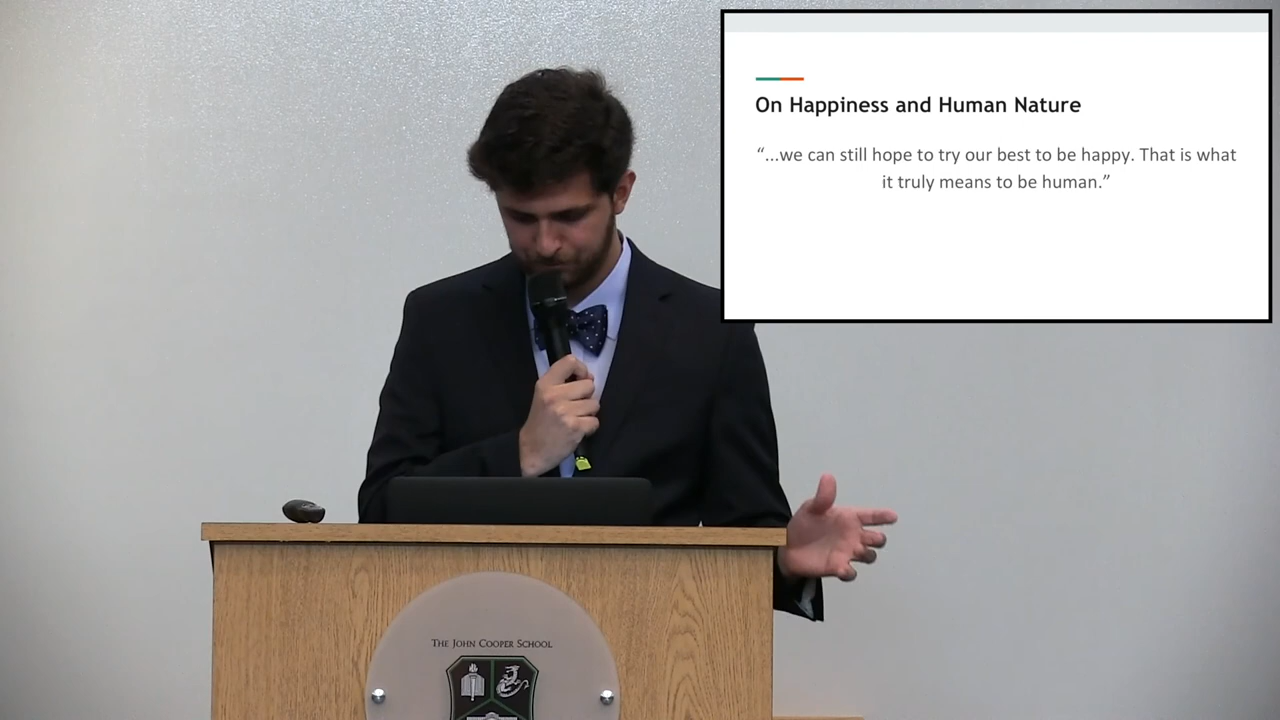 On Happiness and Human Nature
“...we can still hope to try our best to be happy. That is what
it truly means to be human.”
THE JOHN COOPER SCHOOL